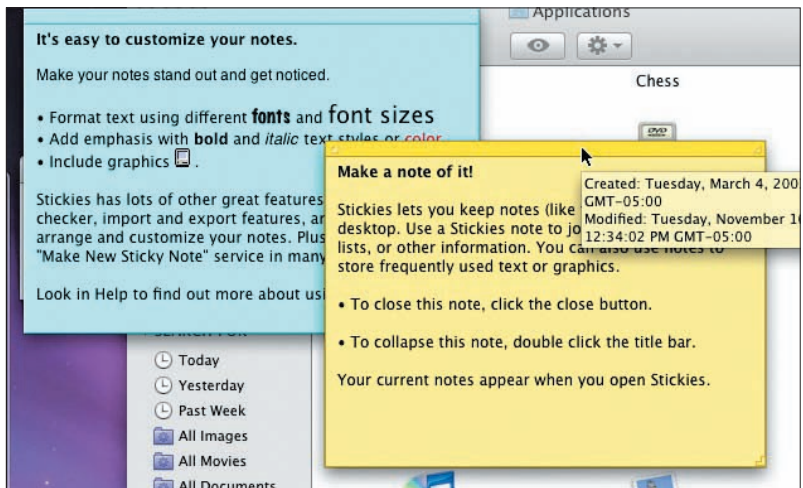 Applications
Chess
DVD
It's easy to customize your notes.
Make your notes stand out and get noticed.
• Format text using different fonts and font sizes
• Add emphasis with bold and italic text styles or color
• Include graphics .
Stickies has lots of other great features
checker, import and export features,
arrange and customize your notes. Plus
"Make New Sticky Note" service in many
Look in Help to find out more about
Make a note of it!
Stickies lets you keep notes (like
desktop. Use a Stickies note to
lists, or other information. You can also use notes to
store frequently used text or graphics.
• To close this note, click the close button.
• To collapse this note, double click the title bar.
Your current notes appear when you open Stickies.
Created: Tuesday, March 4,
GMT-05:00
Modified: Tuesday, November
12:34:02 PM GMT-05:00
SEARCH FOR
Today
Yesterday
Past Week
All Images
All Movies
All Documents